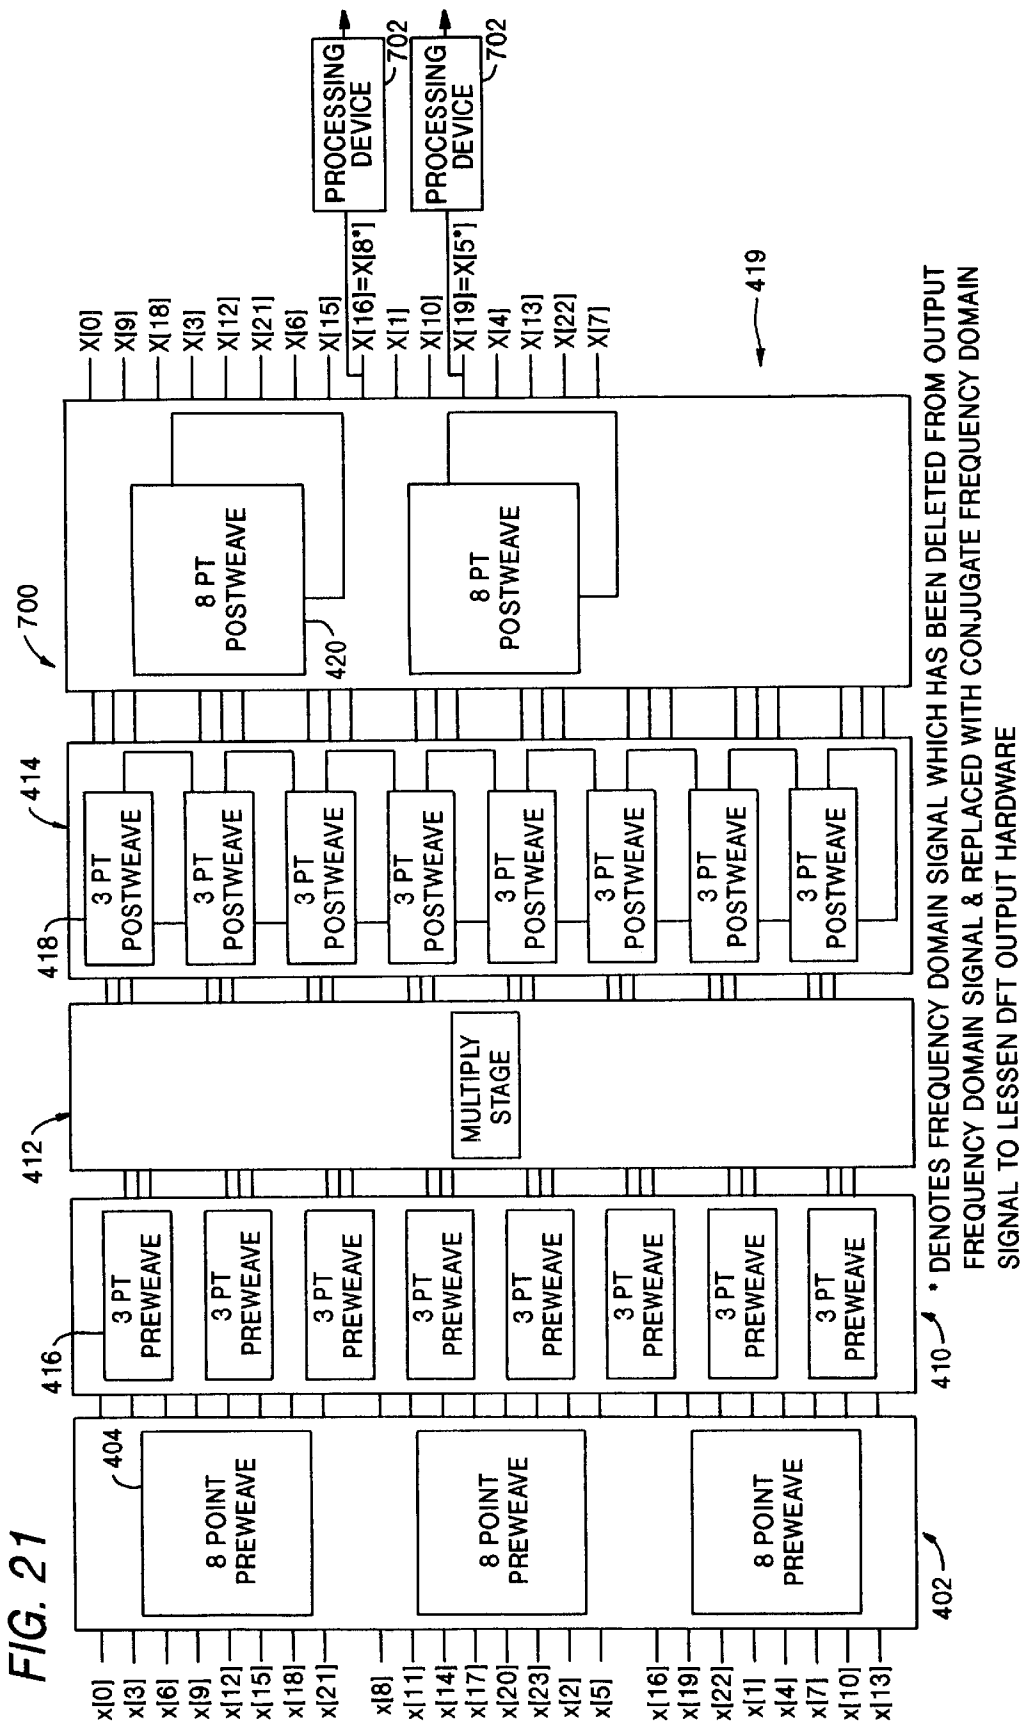 FIG. 21
x[0]
x[3]
x[6]
x[9]
x[12]
x[15]
x[18]
x[21]
x[8]
x[11]
x[14]
x[17]
x[20]
x[23]
x[2]
x[5]
x[16]
x[19]
x[22]
x[1]
x[4]
x[7]
x[10]
x[13]
404
8 POINT
PREWEAVE
8 POINT
PREWEAVE
8 POINT
PREWEAVE
402
416
3 PT
PREWEAVE
3 PT
PREWEAVE
3 PT
PREWEAVE
3 PT
PREWEAVE
3 PT
PREWEAVE
3 PT
PREWEAVE
3 PT
PREWEAVE
3 PT
PREWEAVE
410
412
MULTIPLY
STAGE
414
418
3 PT
POSTWEAVE
3 PT
POSTWEAVE
3 PT
POSTWEAVE
3 PT
POSTWEAVE
3 PT
POSTWEAVE
3 PT
POSTWEAVE
3 PT
POSTWEAVE
3 PT
POSTWEAVE
700
8 PT
POSTWEAVE
420
8 PT
POSTWEAVE
X[0]
X[9]
X[18]
X[3]
X[12]
X[21]
X[6]
X[15]
X[16]=X[8*]
X[1]
X[10]
X[19]=X[5*]
X[4]
X[13]
X[22]
X[7]
419
PROCESSING
DEVICE
702
PROCESSING
DEVICE
702
* DENOTES FREQUENCY DOMAIN SIGNAL WHICH HAS BEEN DELETED FROM OUTPUT
FREQUENCY DOMAIN SIGNAL & REPLACED WITH CONJUGATE FREQUENCY DOMAIN
SIGNAL TO LESSEN DFT OUTPUT HARDWARE